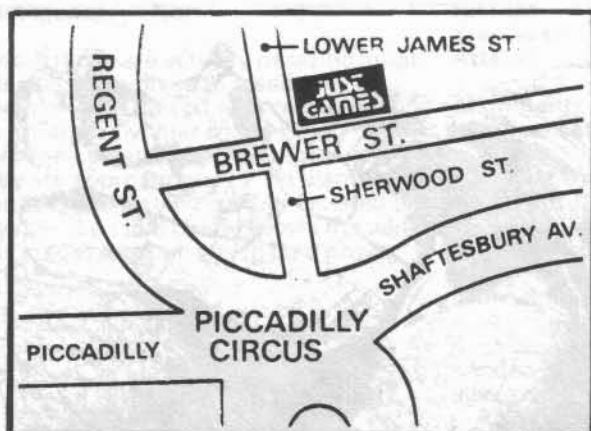 LOWER JAMES ST.
JUST
GAMES
REGENT ST
BREWER ST.
SHERWOOD ST.
SHAFTESBURY AV.
PICCADILLY
CIRCUS
PICCADILLY